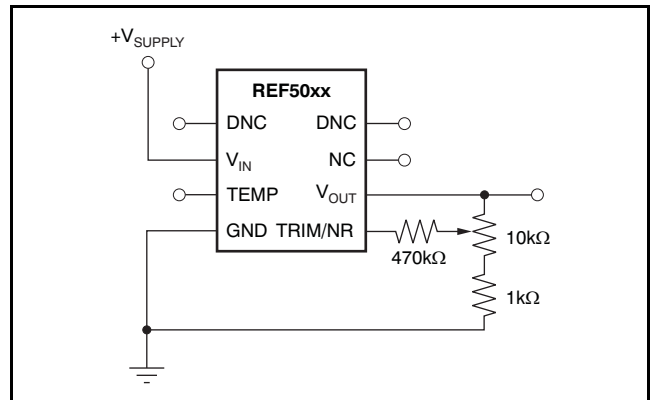 +VSUPPLY
REF50xx
DNC DNC
VIN NC
TEMP VOUT
GND TRIM/NR
470kΩ
10kΩ
1kΩ